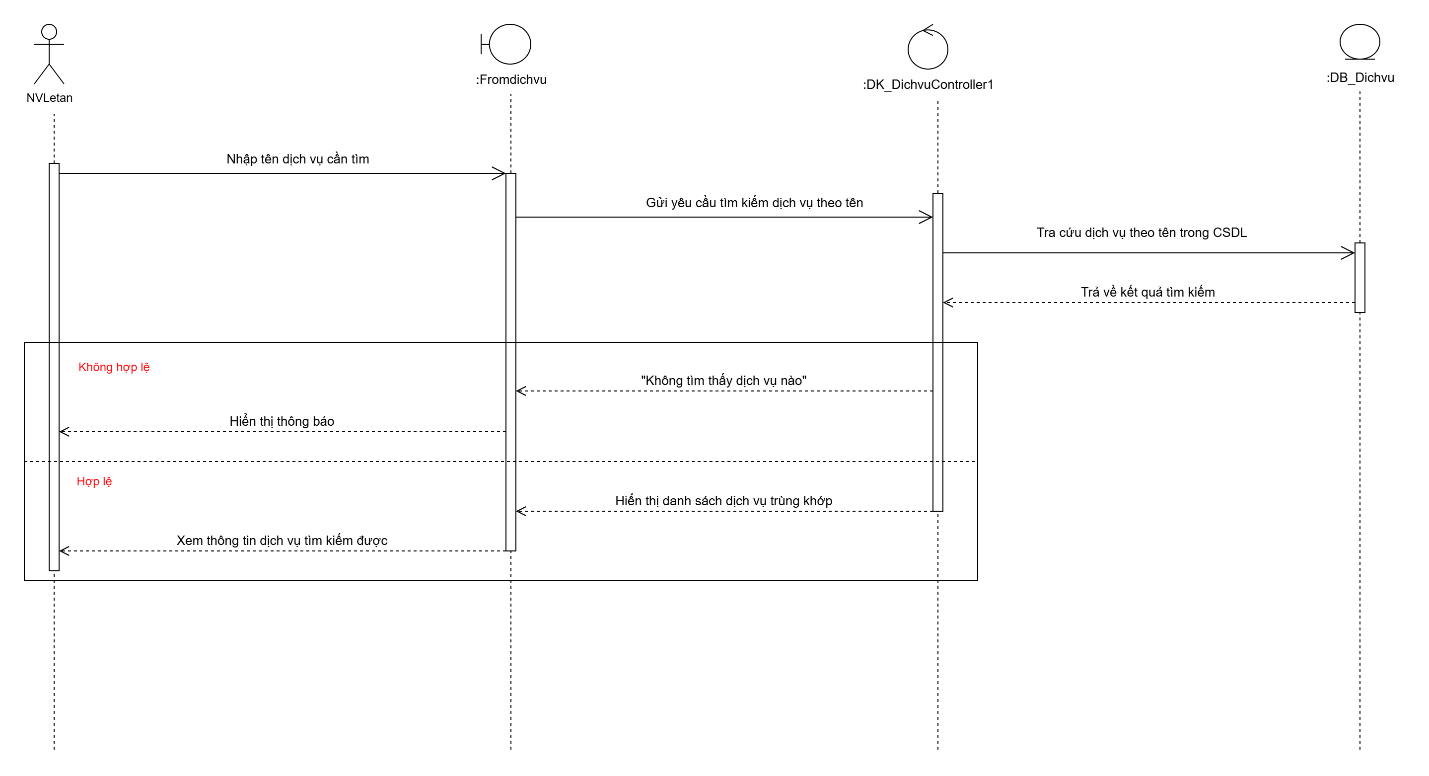 NVLetan
:Fromdichvu
:DK_DichvuController1
:DB_Dichvu
Nhập tên dịch vụ cần tìm
Gửi yêu cầu tìm kiếm dịch vụ theo tên
Tra cứu dịch vụ theo tên trong CSDL
Trả về kết quả tìm kiếm
Không hợp lệ
"Không tìm thấy dịch vụ nào"
Hiển thị thông báo
Hợp lệ
Hiển thị danh sách dịch vụ trùng khớp
Xem thông tin dịch vụ tìm kiếm được